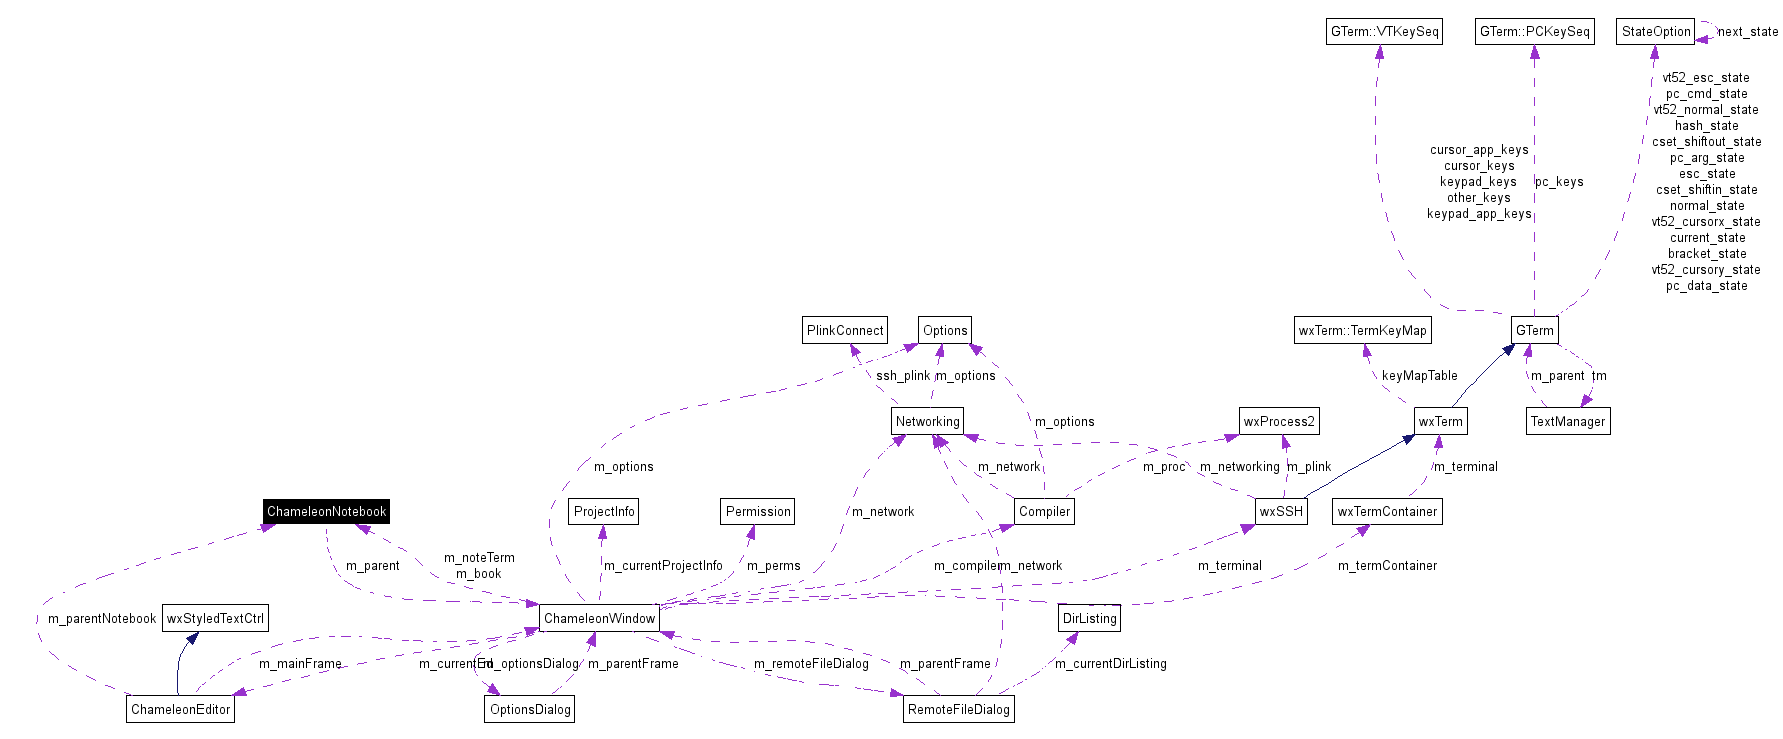 GTerm::VTKeySeq
GTerm::PCKeySeq
StateOption
next_state
vt52_esc_state
pc_cmd_state
vt52_normal_state
hash_state
cset_shiftout_state
pc_arg_state
esc_state
cset_shiftin_state
normal_state
vt52_cursorx_state
current_state
bracket_state
vt52_cursory_state
pc_data_state
cursor_app_keys
cursor_keys
keypad_keys
other_keys
keypad_app_keys
pc_keys
PlinkConnect
Options
wxTerm::TermKeyMap
GTerm
ssh_plink
m_options
keyMapTable
m_parent
tm
Networking
wxProcess2
wxTerm
TextManager
m_options
m_options
m_network
m_proc
m_networking
m_plink
m_terminal
ChameleonNotebook
ProjectInfo
Permission
Compiler
wxSSH
wxTermContainer
m_network
m_parent
m_noteTerm
m_book
m_currentProjectInfo
m_perms
m_compiler
m_network
m_terminal
m_termContainer
m_parentNotebook
wxStyledTextCtrl
ChameleonWindow
DirListing
m_mainFrame
m_currentEd
m_optionsDialog
m_parentFrame
m_remoteFileDialog
m_parentFrame
m_currentDirListing
ChameleonEditor
OptionsDialog
RemoteFileDialog